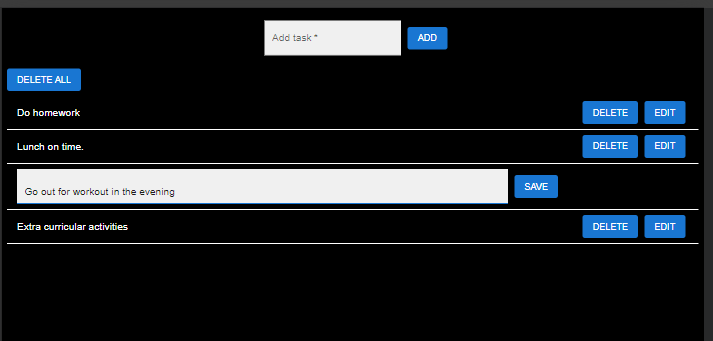 Add task *
ADD
DELETE ALL
Do homework DELETE EDIT
Lunch on time. DELETE EDIT
Go out for workout in the evening SAVE
Extra curricular activities DELETE EDIT